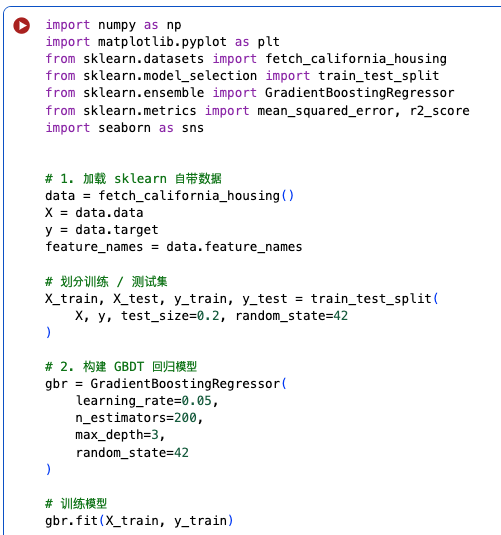 import numpy as np
import matplotlib.pyplot as plt
from sklearn.datasets import fetch_california_housing
from sklearn.model_selection import train_test_split
from sklearn.ensemble import GradientBoostingRegressor
from sklearn.metrics import mean_squared_error, r2_score
import seaborn as sns
# 1. 加载 sklearn 自带数据
data = fetch_california_housing()
X = data.data
y = data.target
feature_names = data.feature_names
# 划分训练 / 测试集
X_train, X_test, y_train, y_test = train_test_split(
    X, y, test_size=0.2, random_state=42
)
# 2. 构建 GBDT 回归模型
gbr = GradientBoostingRegressor(
    learning_rate=0.05,
    n_estimators=200,
    max_depth=3,
    random_state=42
)
# 训练模型
gbr.fit(X_train, y_train)